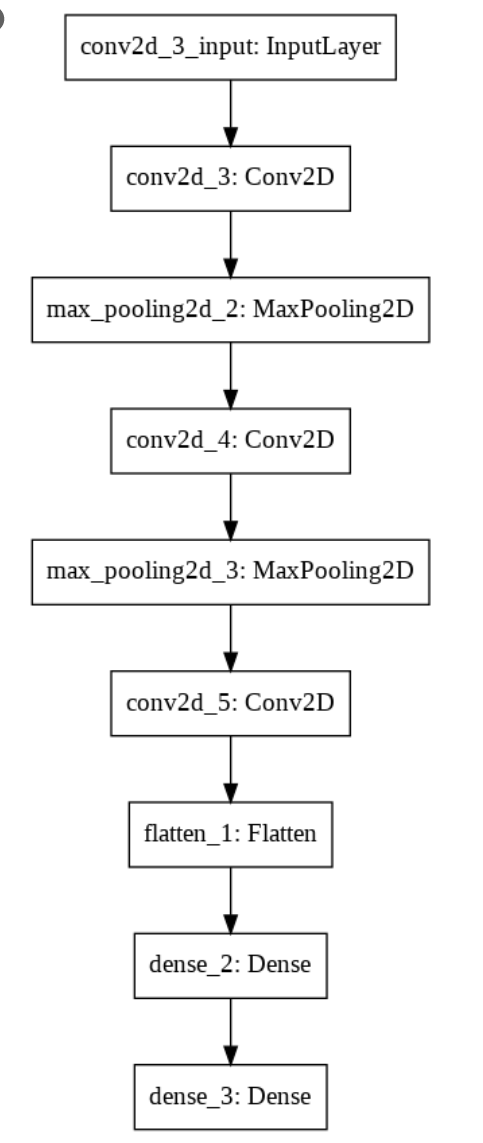 conv2d_3_input: InputLayer
conv2d_3: Conv2D
max_pooling2d_2: MaxPooling2D
conv2d_4: Conv2D
max_pooling2d_3: MaxPooling2D
conv2d_5: Conv2D
flatten_1: Flatten
dense_2: Dense
dense_3: Dense